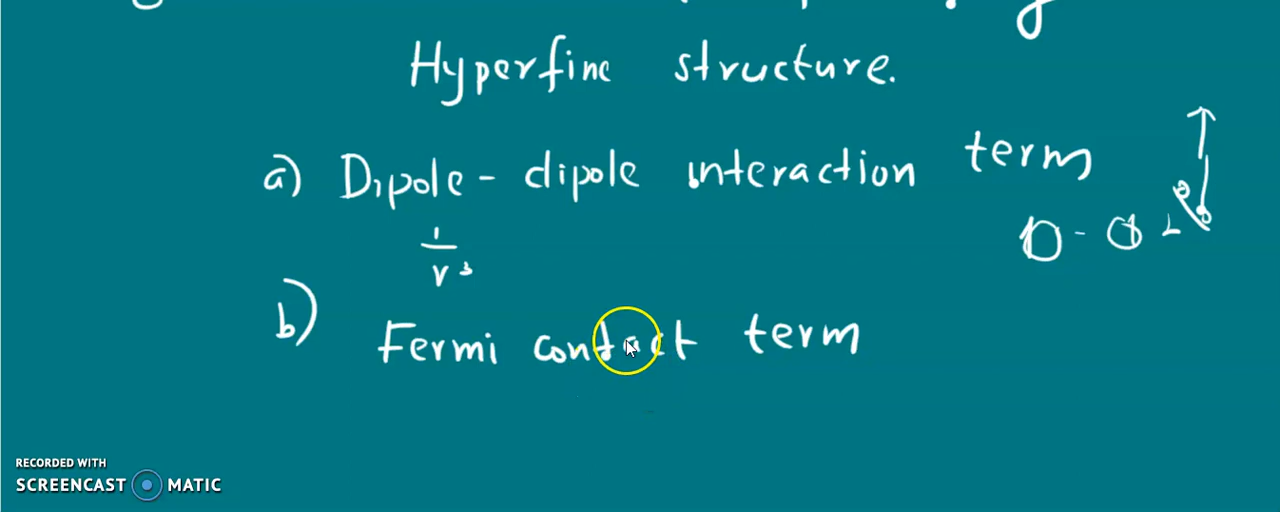 Hyperfine structure.
a) Dipole - dipole interaction term
1
r³
b) Fermi contact term
RECORDED WITH
SCREENCAST MATIC